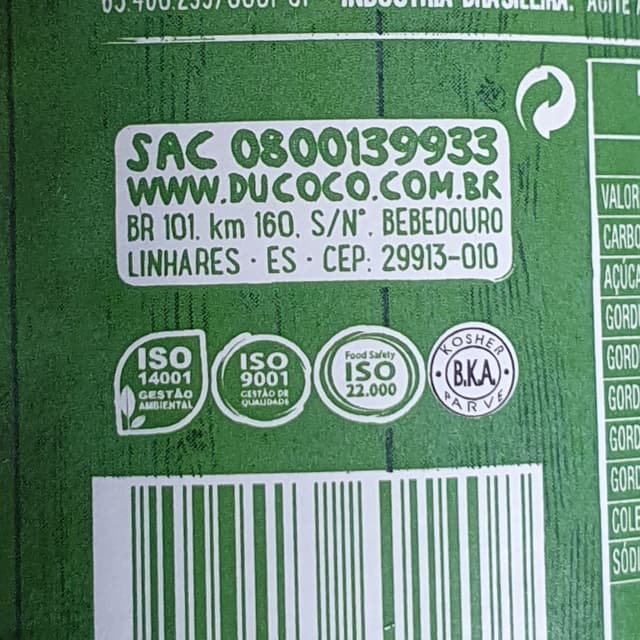 INDÚSTRIA BRASILEIRA. AGITE
SAC 0800139933
WWW.DUCOCO.COM.BR
BR 101, km 160, S/N°, BEBEDOURO
LINHARES · ES · CEP: 29913-010
ISO
14001
GESTÃO
AMBIENTAL
ISO
9001
GESTÃO DE
QUALIDADE
Food Safety
ISO
22.000
KOSHER
B.K.A.
PARVE
VALOR
CARBO
AÇÚCA
GORD
GORD
GORD
GORD
GORD
COLE
SÓDI